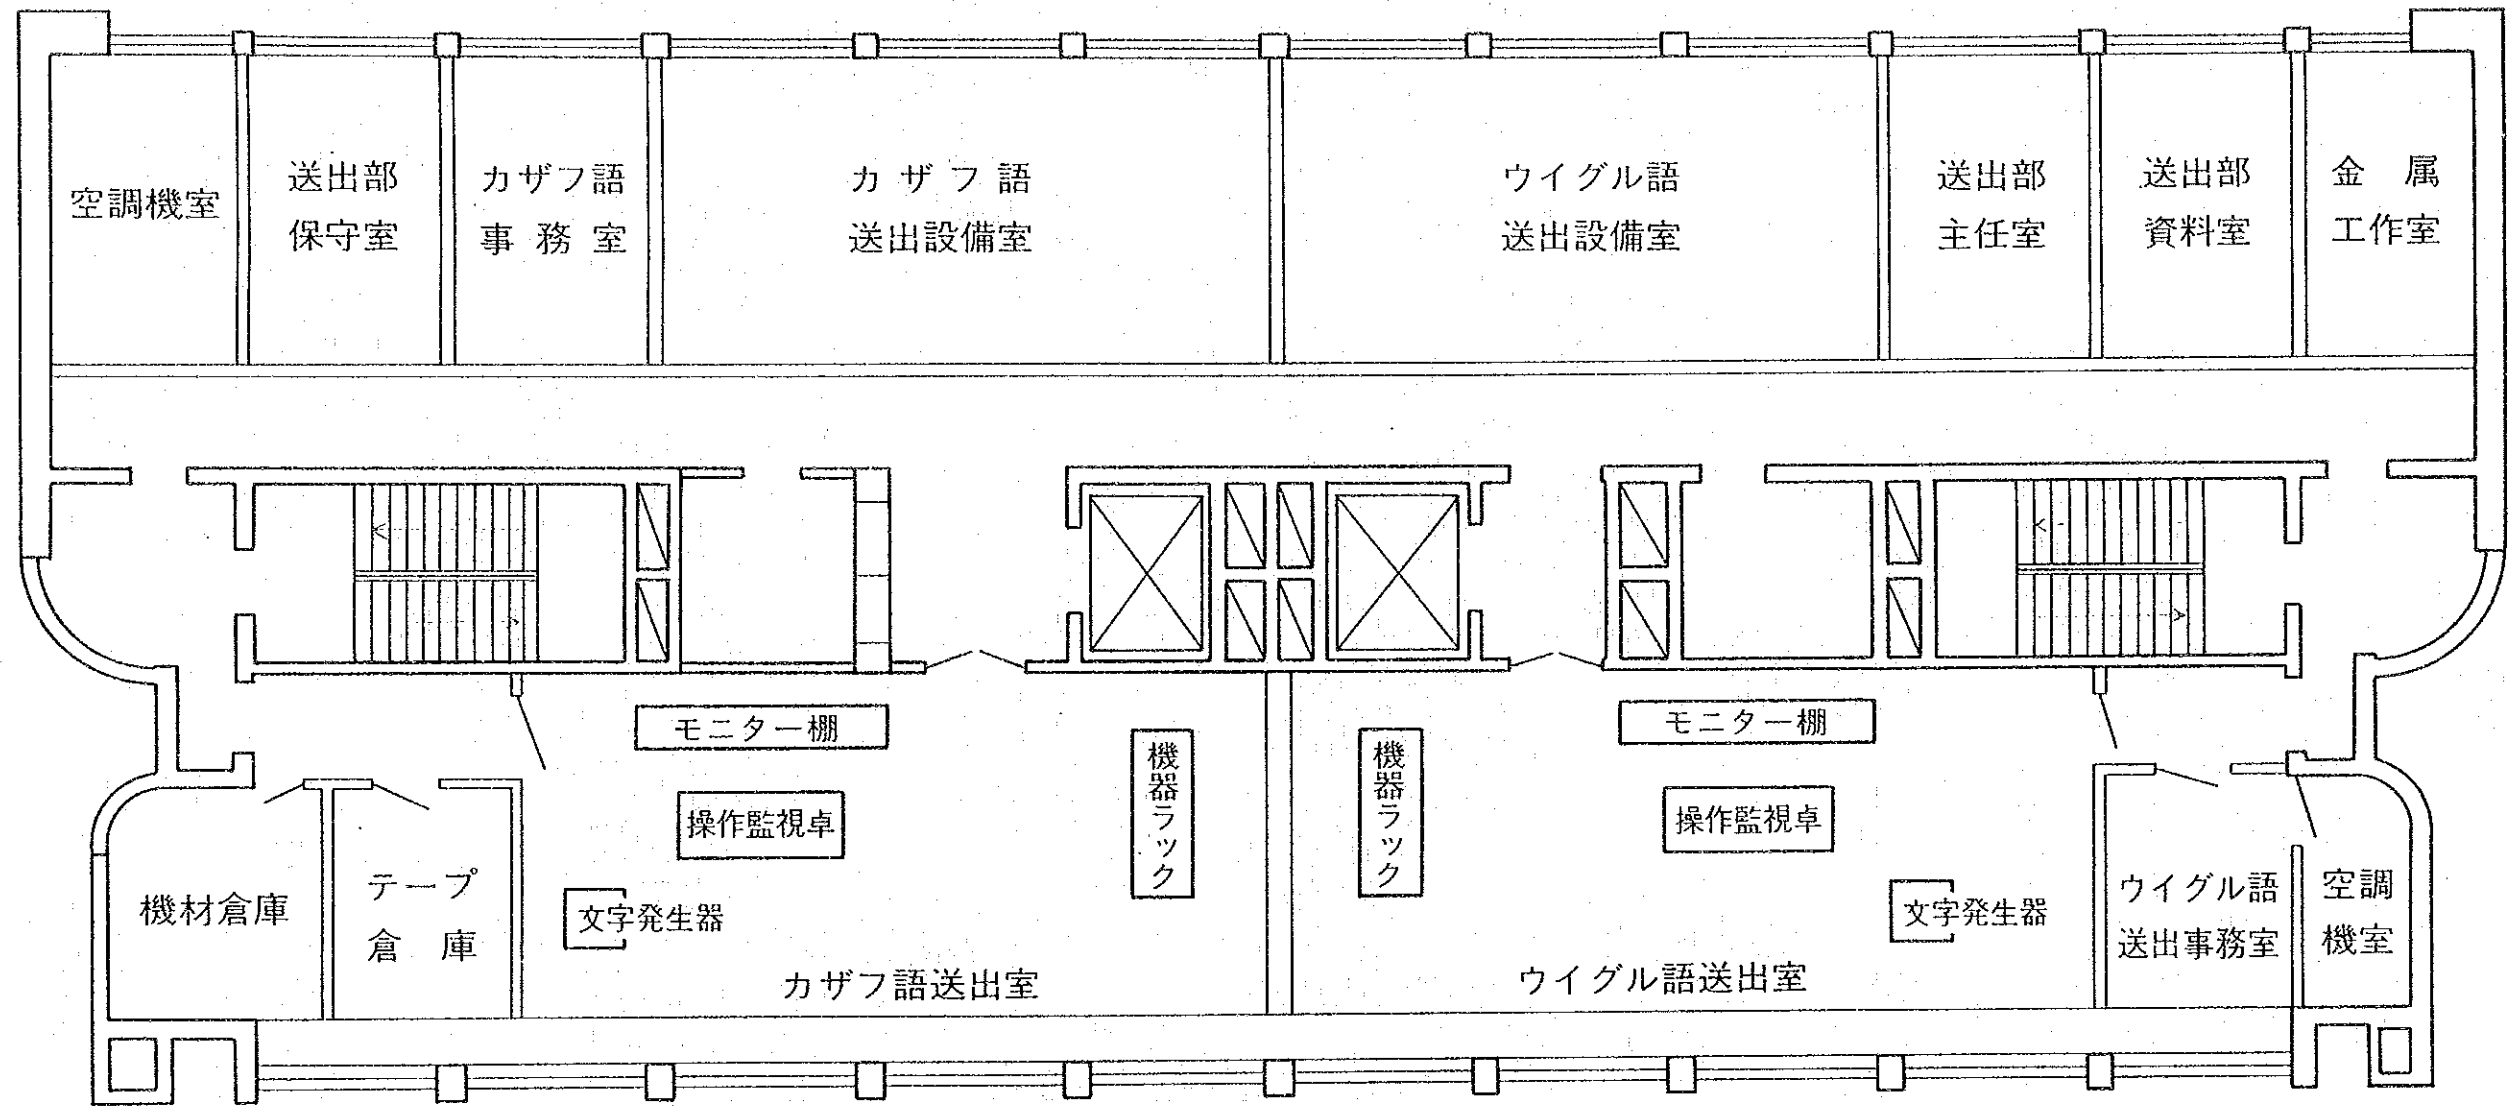 空調機室
送出部
保守室
カザフ語
事務室
カザフ語
送出設備室
ウイグル語
送出設備室
送出部
主任室
送出部
資料室
金属
工作室
モニター棚
機器ラック
操作監視卓
文字発生器
カザフ語送出室
機材倉庫
テープ
倉庫
モニター棚
機器ラック
操作監視卓
文字発生器
ウイグル語送出室
ウイグル語
送出事務室
空調
機室